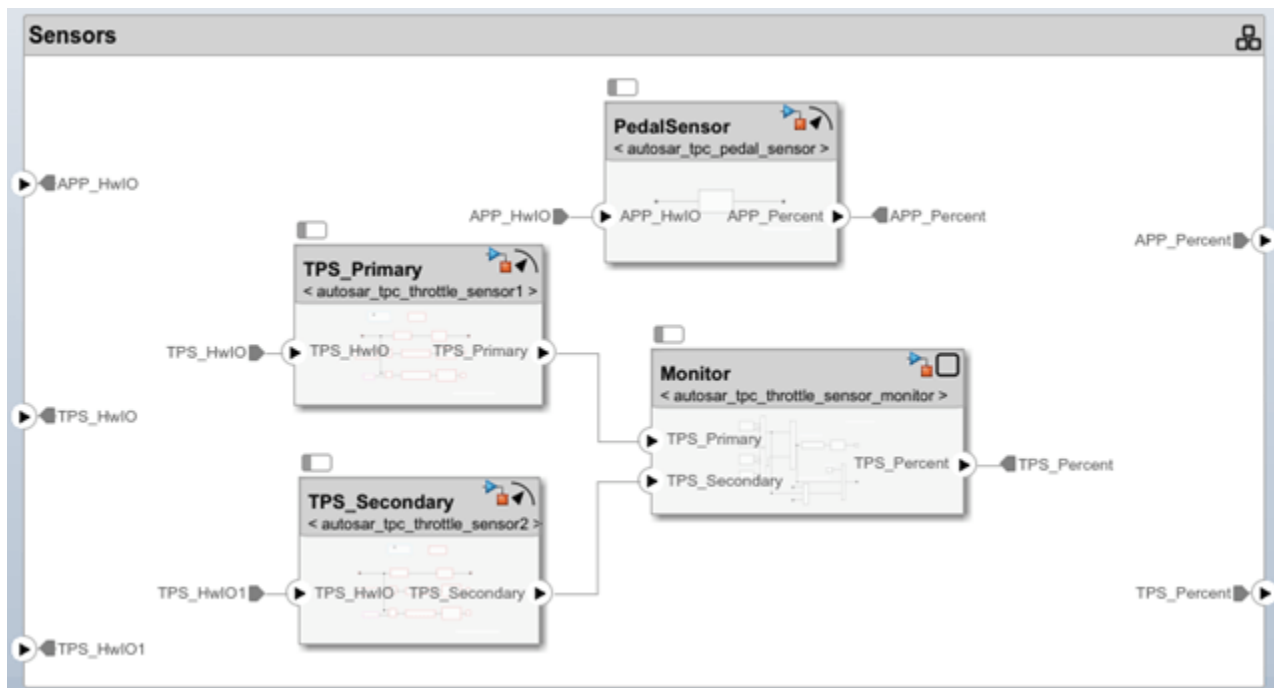 Sensors
PedalSensor
< autosar_tpc_pedal_sensor >
APP_HwIO
APP_HwIO
APP_HwIO
APP_Percent
APP_Percent
APP_Percent
TPS_Primary
< autosar_tpc_throttle_sensor1 >
TPS_HwIO
TPS_HwIO
TPS_Primary
Monitor
< autosar_tpc_throttle_sensor_monitor >
TPS_HwIO
TPS_Primary
TPS_Percent
TPS_Percent
TPS_Secondary
TPS_Secondary
< autosar_tpc_throttle_sensor2 >
TPS_HwIO1
TPS_HwIO
TPS_Secondary
TPS_Percent
TPS_HwIO1